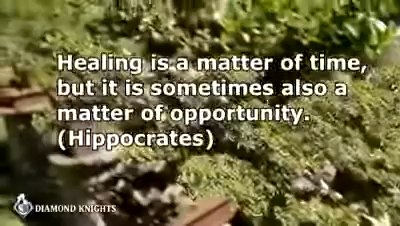 Healing is a matter of time,
but it is sometimes also a
matter of opportunity.
(Hippocrates)
DIAMOND KNIGHTS